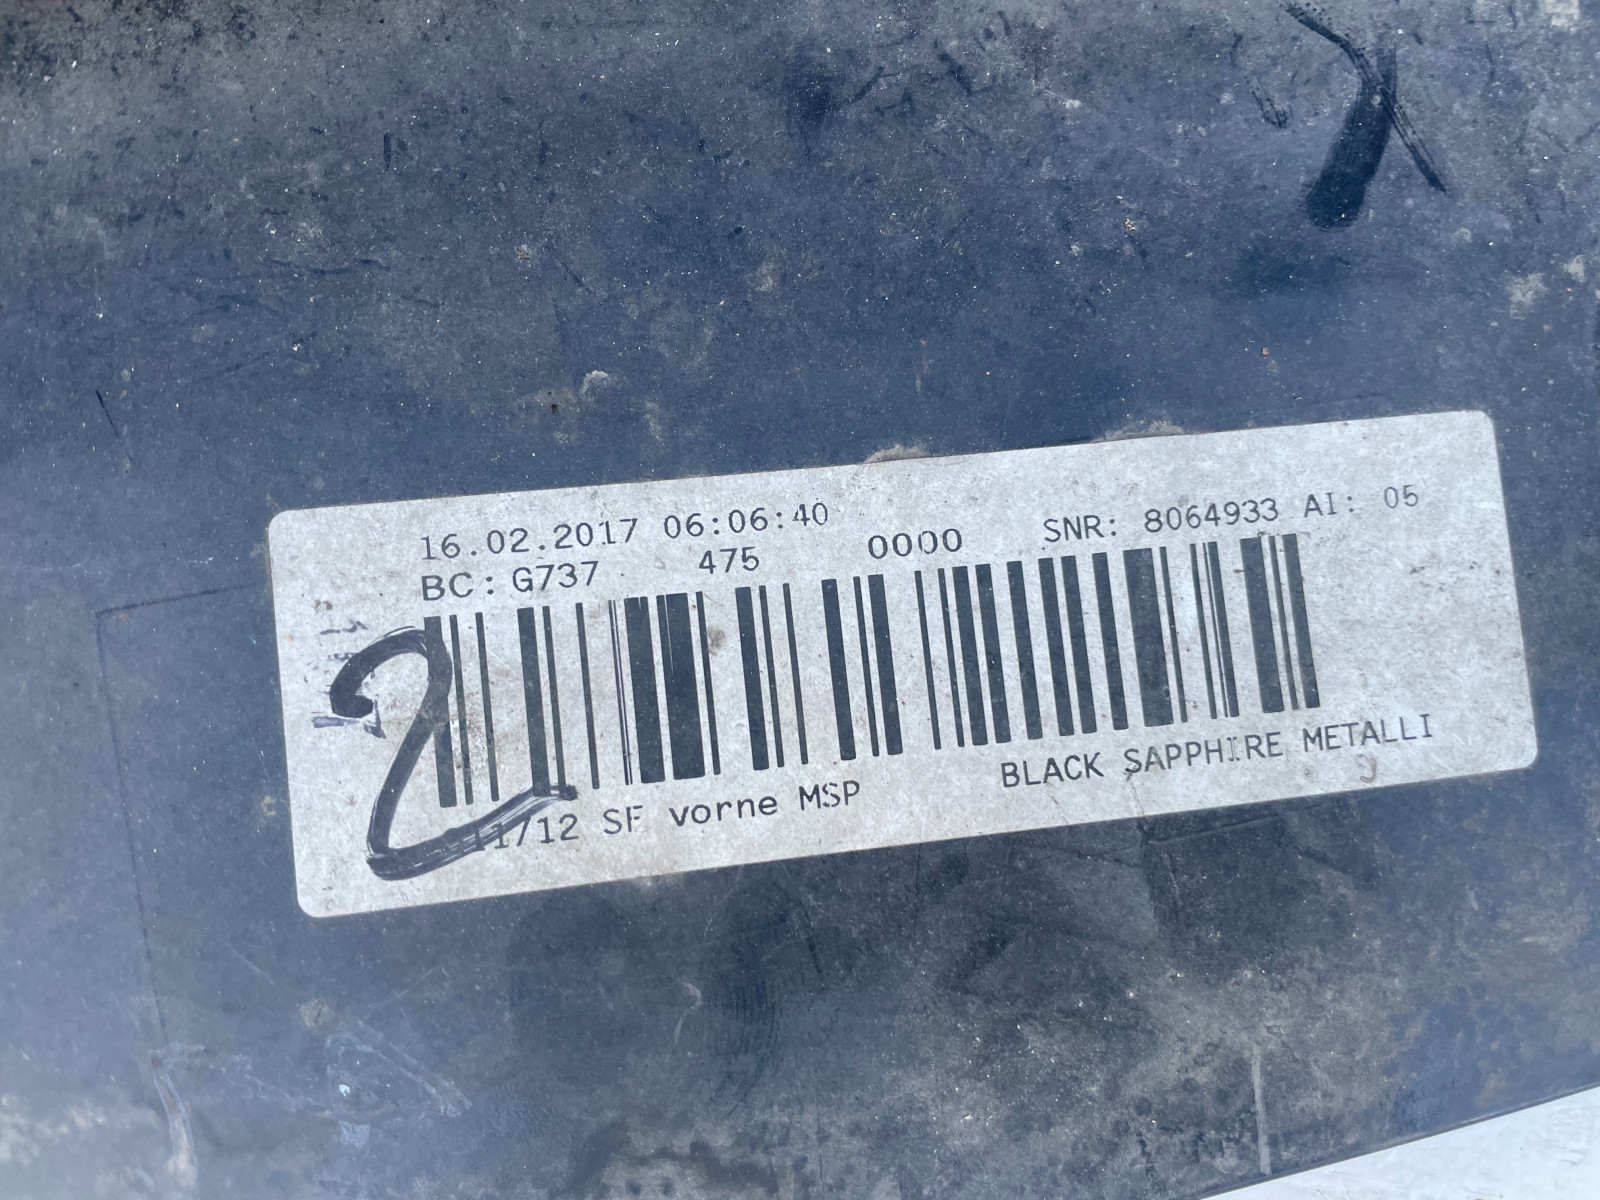 16.02.2017 06:06:40
BC: G737 475 0000 SNR: 8064933 AI: 05
2
11/12 SF vorne MSP BLACK SAPPHIRE METALLI